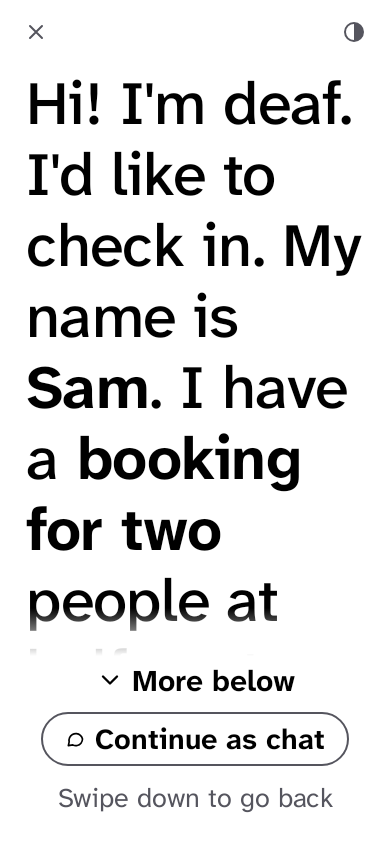 Hi! I'm deaf.
I'd like to
check in. My
name is
Sam. I have
a booking
for two
people at
More below
Continue as chat
Swipe down to go back